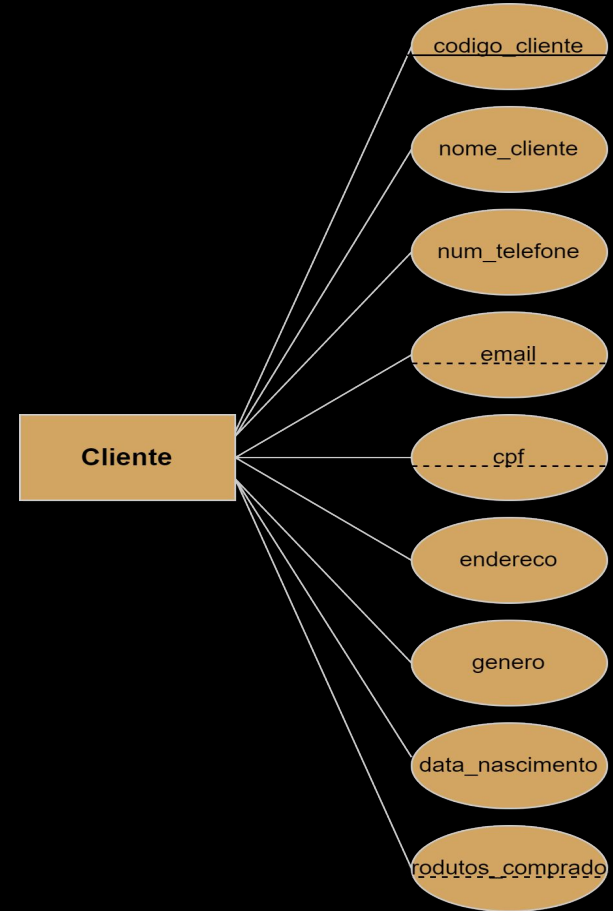 codigo_cliente
nome_cliente
num_telefone
email
Cliente
cpf
endereco
genero
data_nascimento
rodutos_comprado